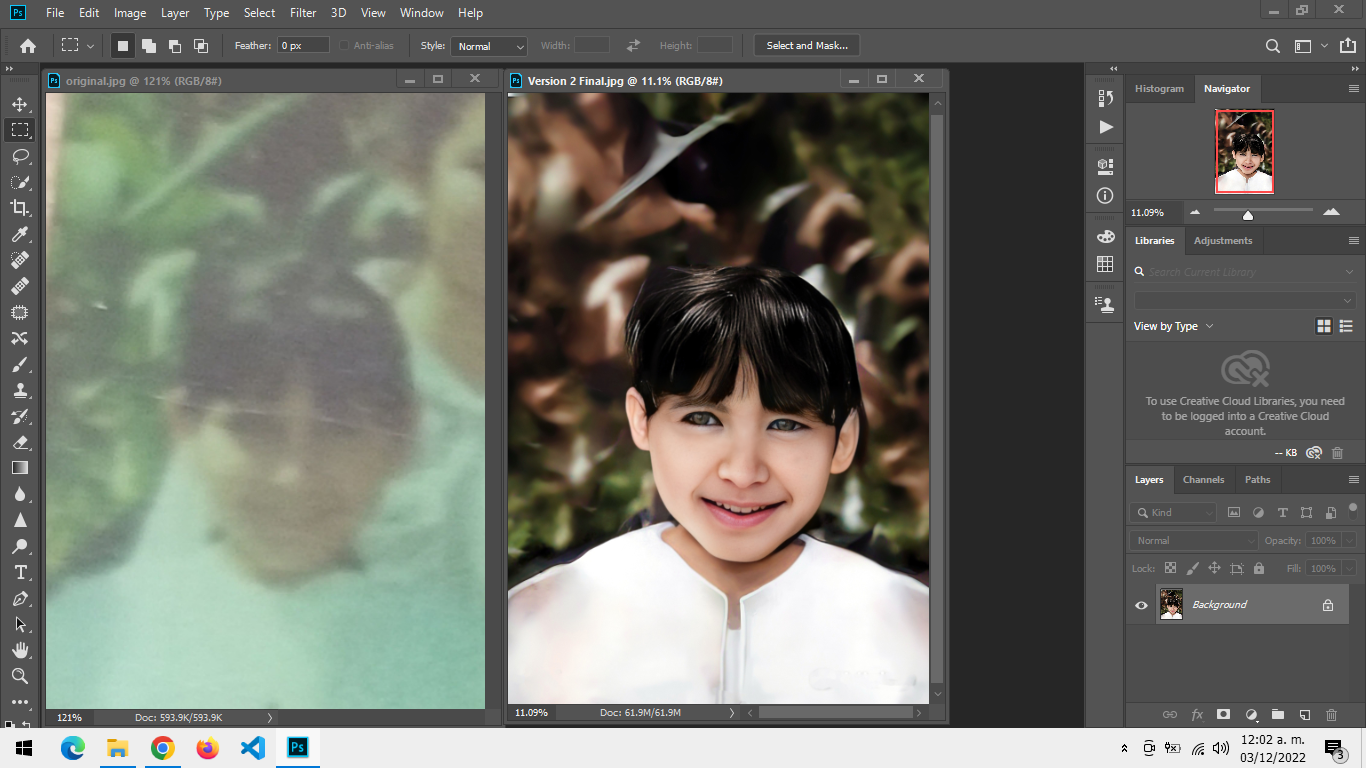 Ps File Edit Image Layer Type Select Filter 3D View Window Help
Feather: 0 px Anti-alias Style: Normal Width: Height: Select and Mask...
Ps original.jpg @ 121% (RGB/8#)
Ps Version 2 Final.jpg @ 11.1% (RGB/8#)
Histogram Navigator
11.09%
Libraries Adjustments
Search Current Library
View by Type
To use Creative Cloud Libraries, you need
to be logged into a Creative Cloud
account.
-- KB
Layers Channels Paths
Kind
Normal Opacity: 100%
Lock: Fill: 100%
Background
121% Doc: 593.9K/593.9K
11.09% Doc: 61.9M/61.9M
Ps
12:02 a. m.
03/12/2022
3